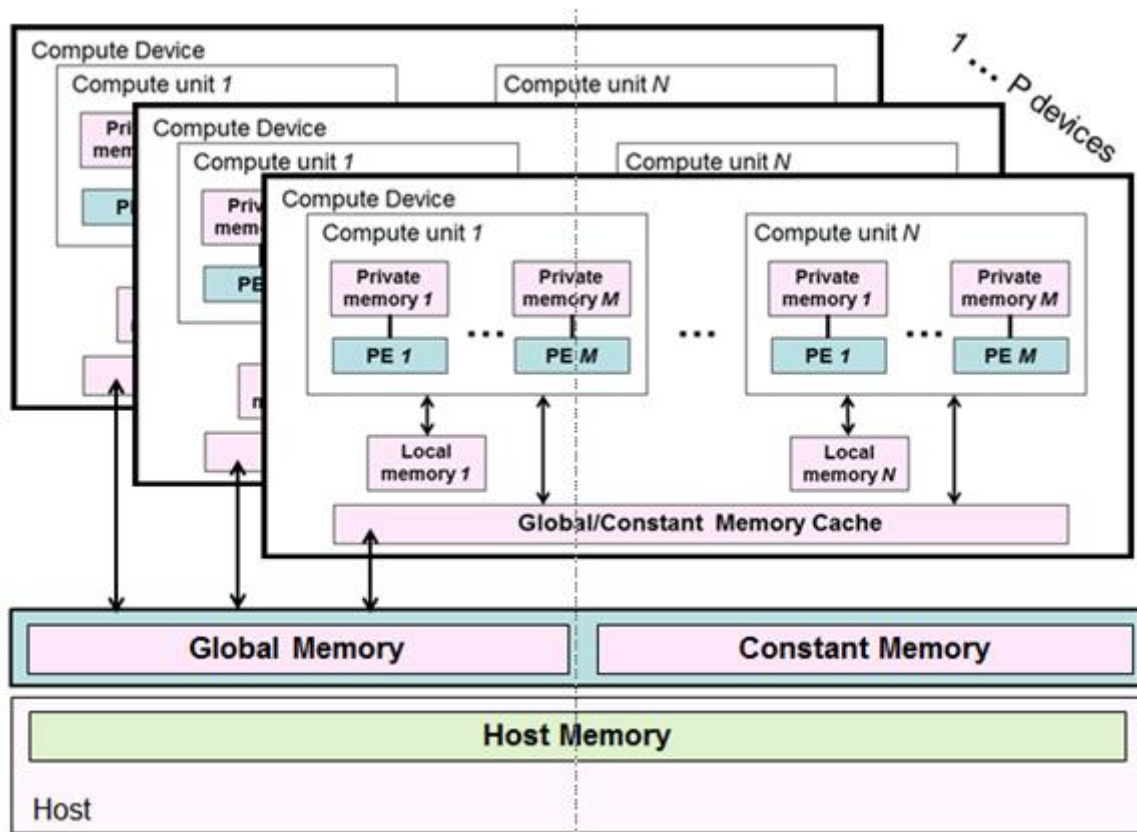 1 ... P devices
Compute Device
Compute unit 1
Compute unit N
Compute Device
Compute unit 1
Compute unit N
Compute Device
Compute unit 1
Compute unit N
Private
memory 1
Private
memory M
Private
memory 1
Private
memory M
...
...
...
PE 1
PE M
PE 1
PE M
Local
memory 1
Local
memory N
Global/Constant Memory Cache
Global Memory
Constant Memory
Host Memory
Host